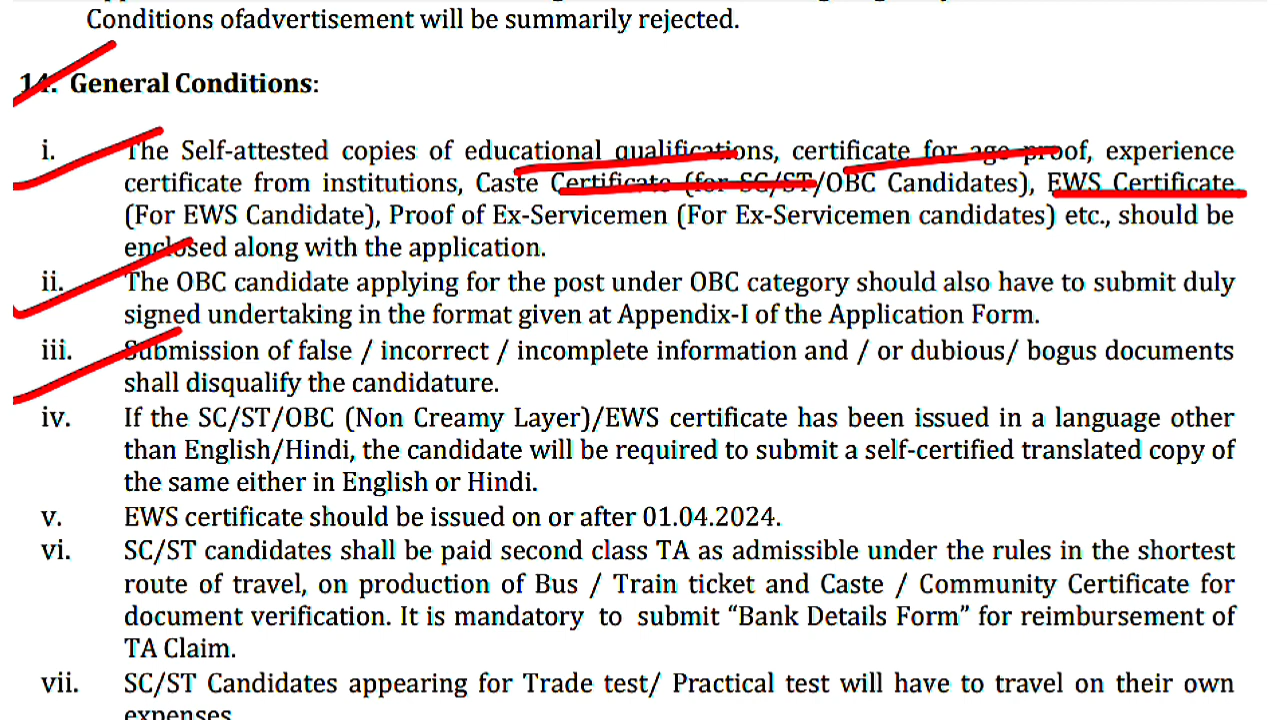 Conditions ofadvertisement will be summarily rejected.
14. General Conditions:
i. The Self-attested copies of educational qualifications, certificate for age proof, experience
certificate from institutions, Caste Certificate (for SC/ST/OBC Candidates), EWS Certificate
(For EWS Candidate), Proof of Ex-Servicemen (For Ex-Servicemen candidates) etc., should be
enclosed along with the application.
ii. The OBC candidate applying for the post under OBC category should also have to submit duly
signed undertaking in the format given at Appendix-I of the Application Form.
iii. Submission of false / incorrect / incomplete information and / or dubious/ bogus documents
shall disqualify the candidature.
iv. If the SC/ST/OBC (Non Creamy Layer)/EWS certificate has been issued in a language other
than English/Hindi, the candidate will be required to submit a self-certified translated copy of
the same either in English or Hindi.
v. EWS certificate should be issued on or after 01.04.2024.
vi. SC/ST candidates shall be paid second class TA as admissible under the rules in the shortest
route of travel, on production of Bus / Train ticket and Caste / Community Certificate for
document verification. It is mandatory to submit “Bank Details Form” for reimbursement of
TA Claim.
vii. SC/ST Candidates appearing for Trade test/ Practical test will have to travel on their own
expenses